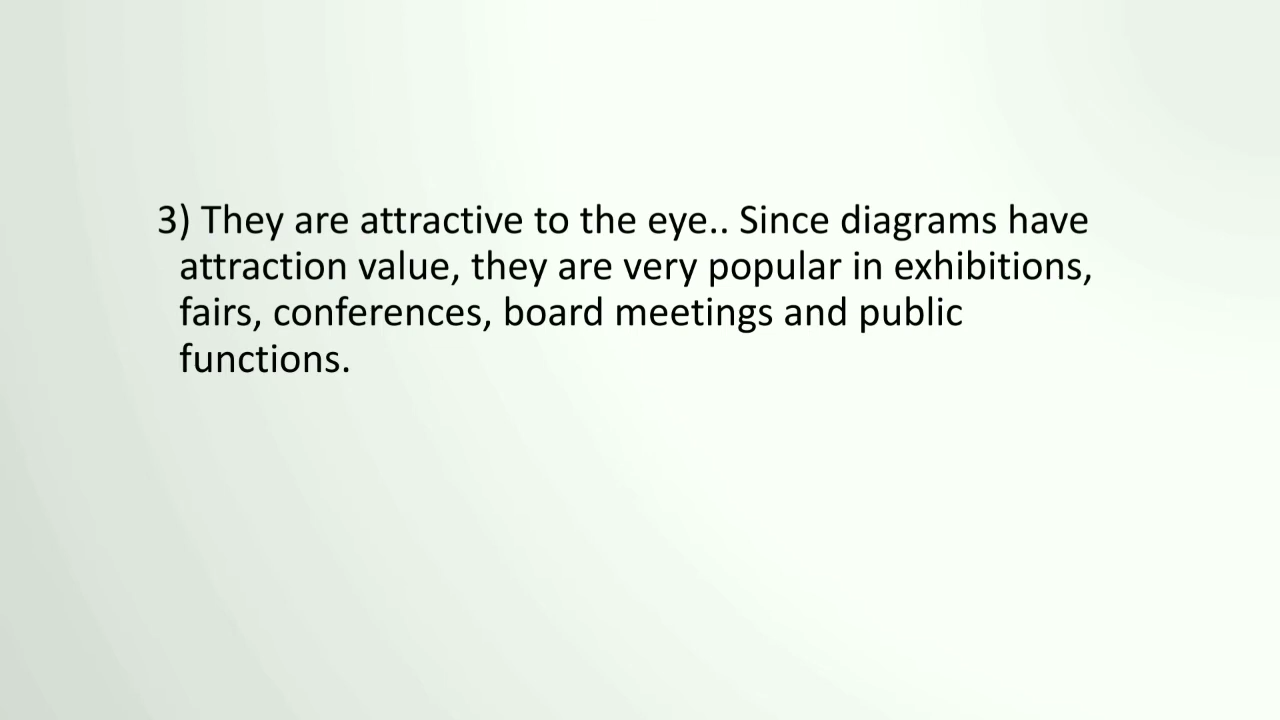 3) They are attractive to the eye.. Since diagrams have
attraction value, they are very popular in exhibitions,
fairs, conferences, board meetings and public
functions.